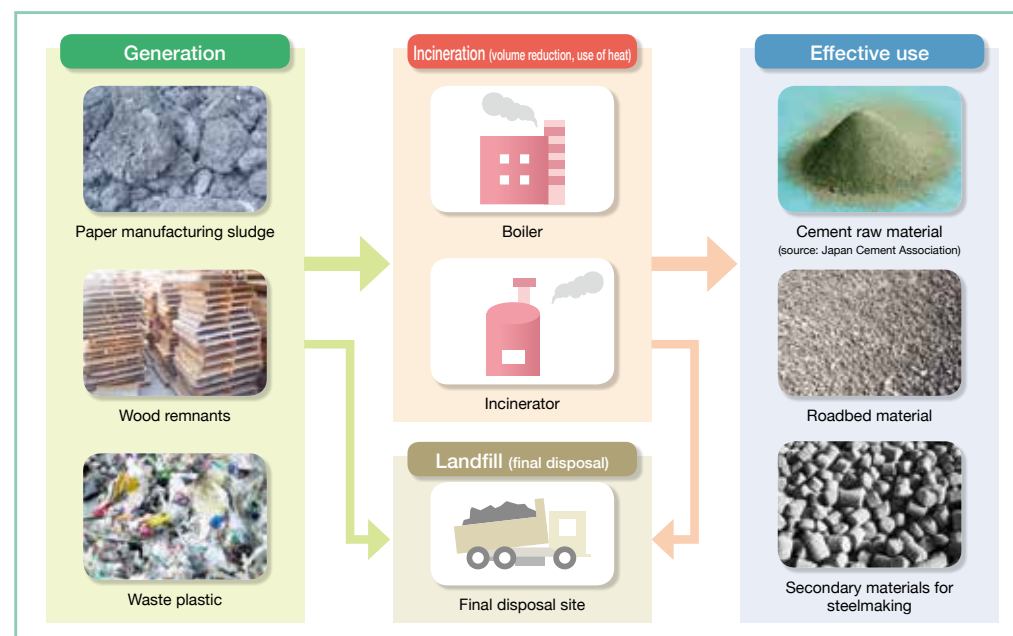 Generation
Paper manufacturing sludge
Wood remnants
Waste plastic
Incineration (volume reduction, use of heat)
Boiler
Incinerator
Landfill (final disposal)
Final disposal site
Effective use
Cement raw material
(source: Japan Cement Association)
Roadbed material
Secondary materials for
steelmaking